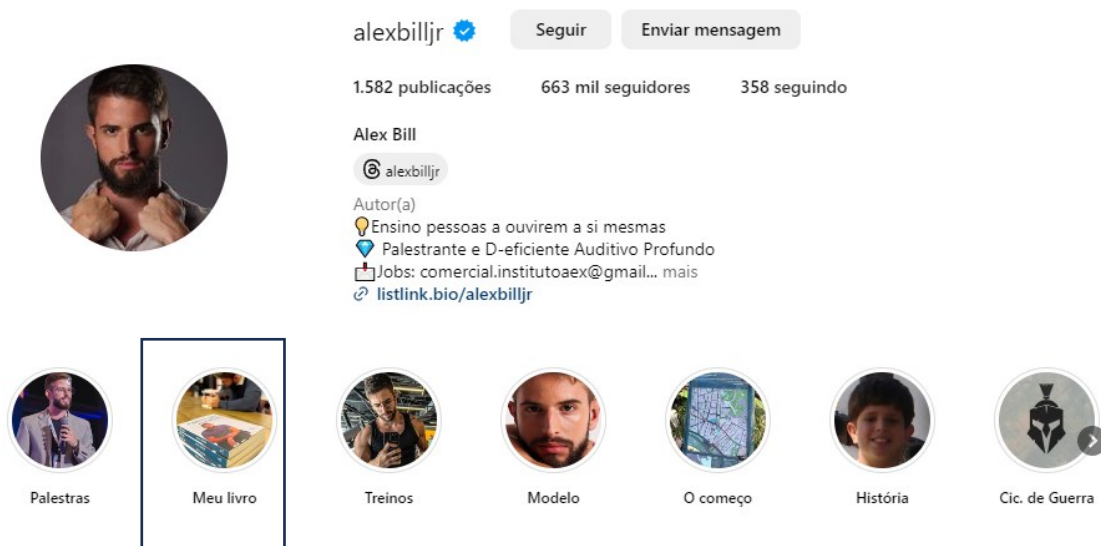 alexbilljr Seguir Enviar mensagem
1.582 publicações 663 mil seguidores 358 seguindo
Alex Bill
alexbilljr
Autor(a)
Ensino pessoas a ouvirem a si mesmas
Palestrante e D-eficiente Auditivo Profundo
Jobs: comercial.institutoaex@gmail... mais
listlink.bio/alexbilljr
Palestras Meu livro Treinos Modelo O começo História Cic. de Guerra